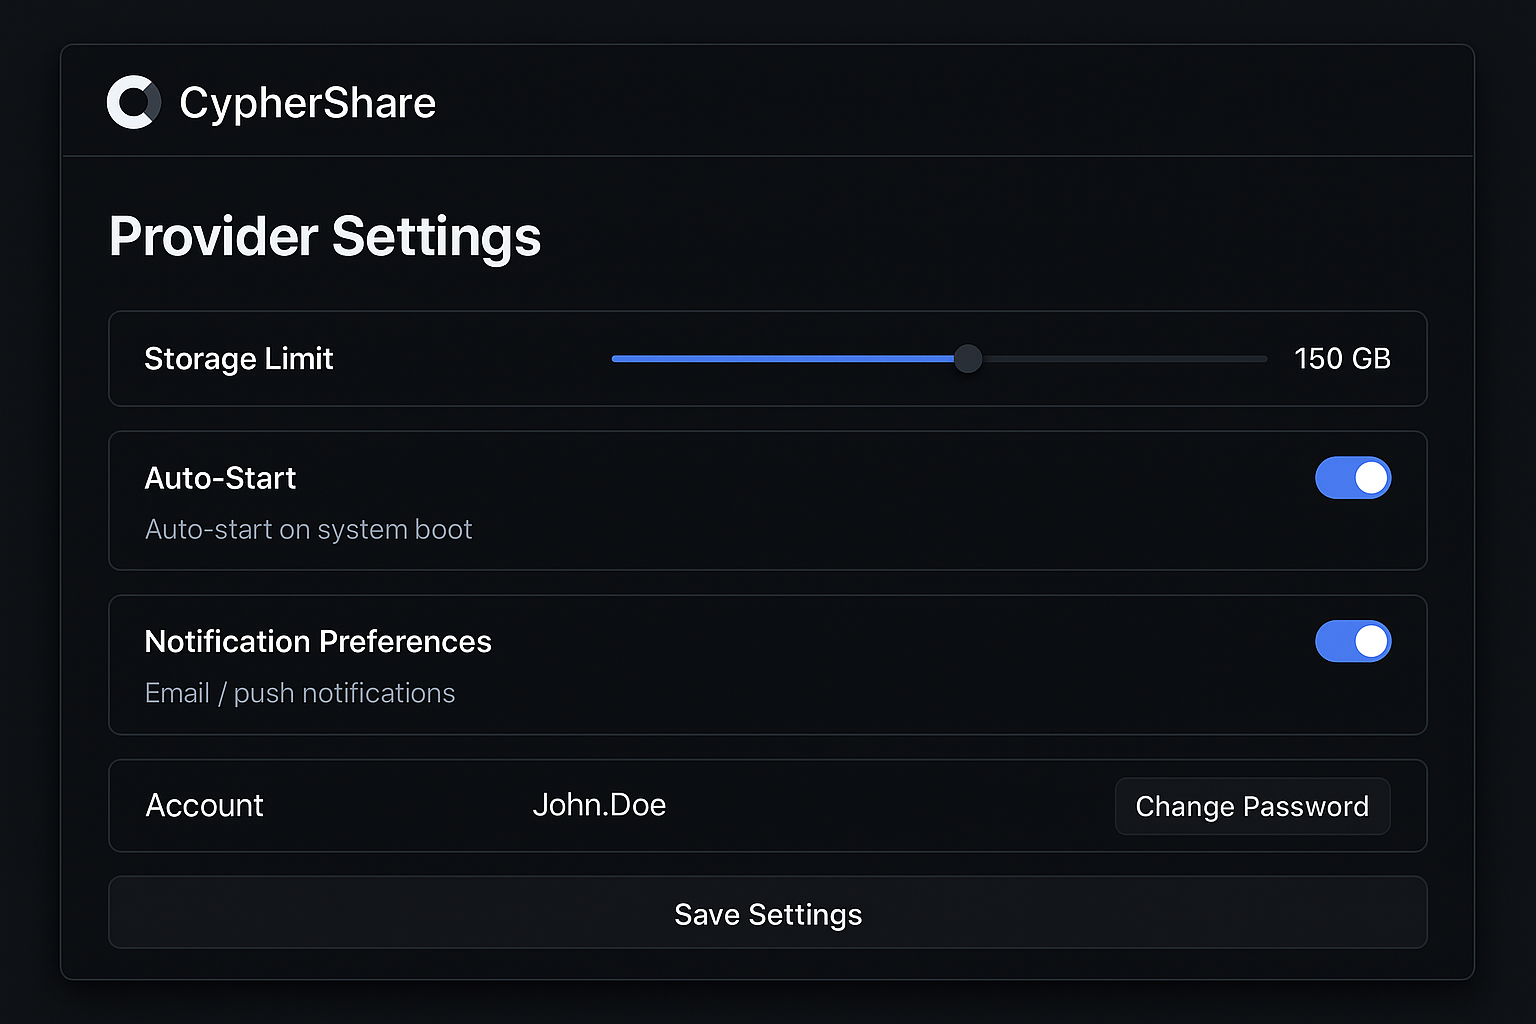 CypherShare
Provider Settings
Storage Limit 150 GB
Auto-Start
Auto-start on system boot
Notification Preferences
Email / push notifications
Account John.Doe Change Password
Save Settings